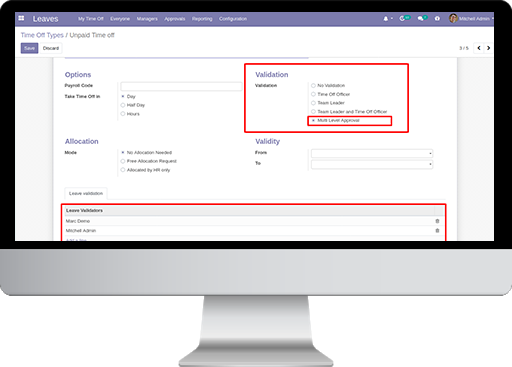 Leaves My Time Off Everyone Managers Approvals Reporting Configuration Mitchell Admin
Time Off Types / Unpaid Time off
Save Discard 3 / 5
Options
Payroll Code
Take Time Off in Day
Half Day
Hours
Validation
Validation No Validation
Time Off Officer
Team Leader
Team Leader and Time Off Officer
Multi Level Approval
Allocation
Mode No Allocation Needed
Free Allocation Request
Allocated by HR only
Validity
From
To
Leave validation
Leave Validators
Marc Demo
Mitchell Admin